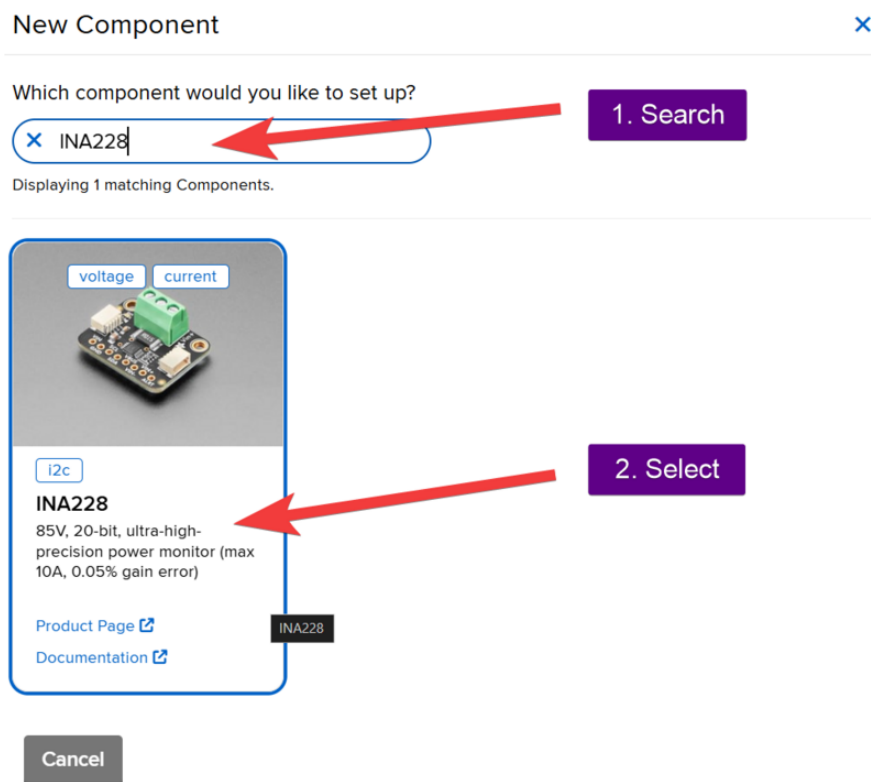 New Component
Which component would you like to set up?
INA228
1. Search
Displaying 1 matching Components.
voltage
current
i2c
INA228
85V, 20-bit, ultra-high-
precision power monitor (max
10A, 0.05% gain error)
2. Select
Product Page
INA228
Documentation
Cancel